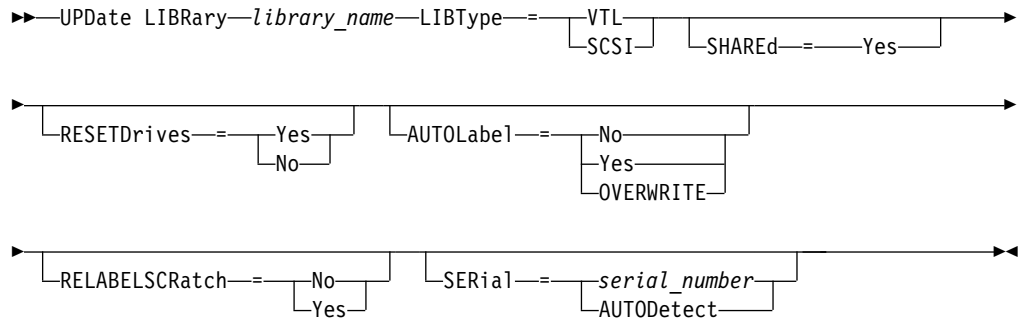 UPDate LIBRary library_name LIBType = VTL
SCSI SHAREd = Yes
RESETDrives = Yes
No AUTOLabel = No
Yes
OVERWRITE
RELABELSCRatch = No
Yes SERial = serial_number
AUTODetect